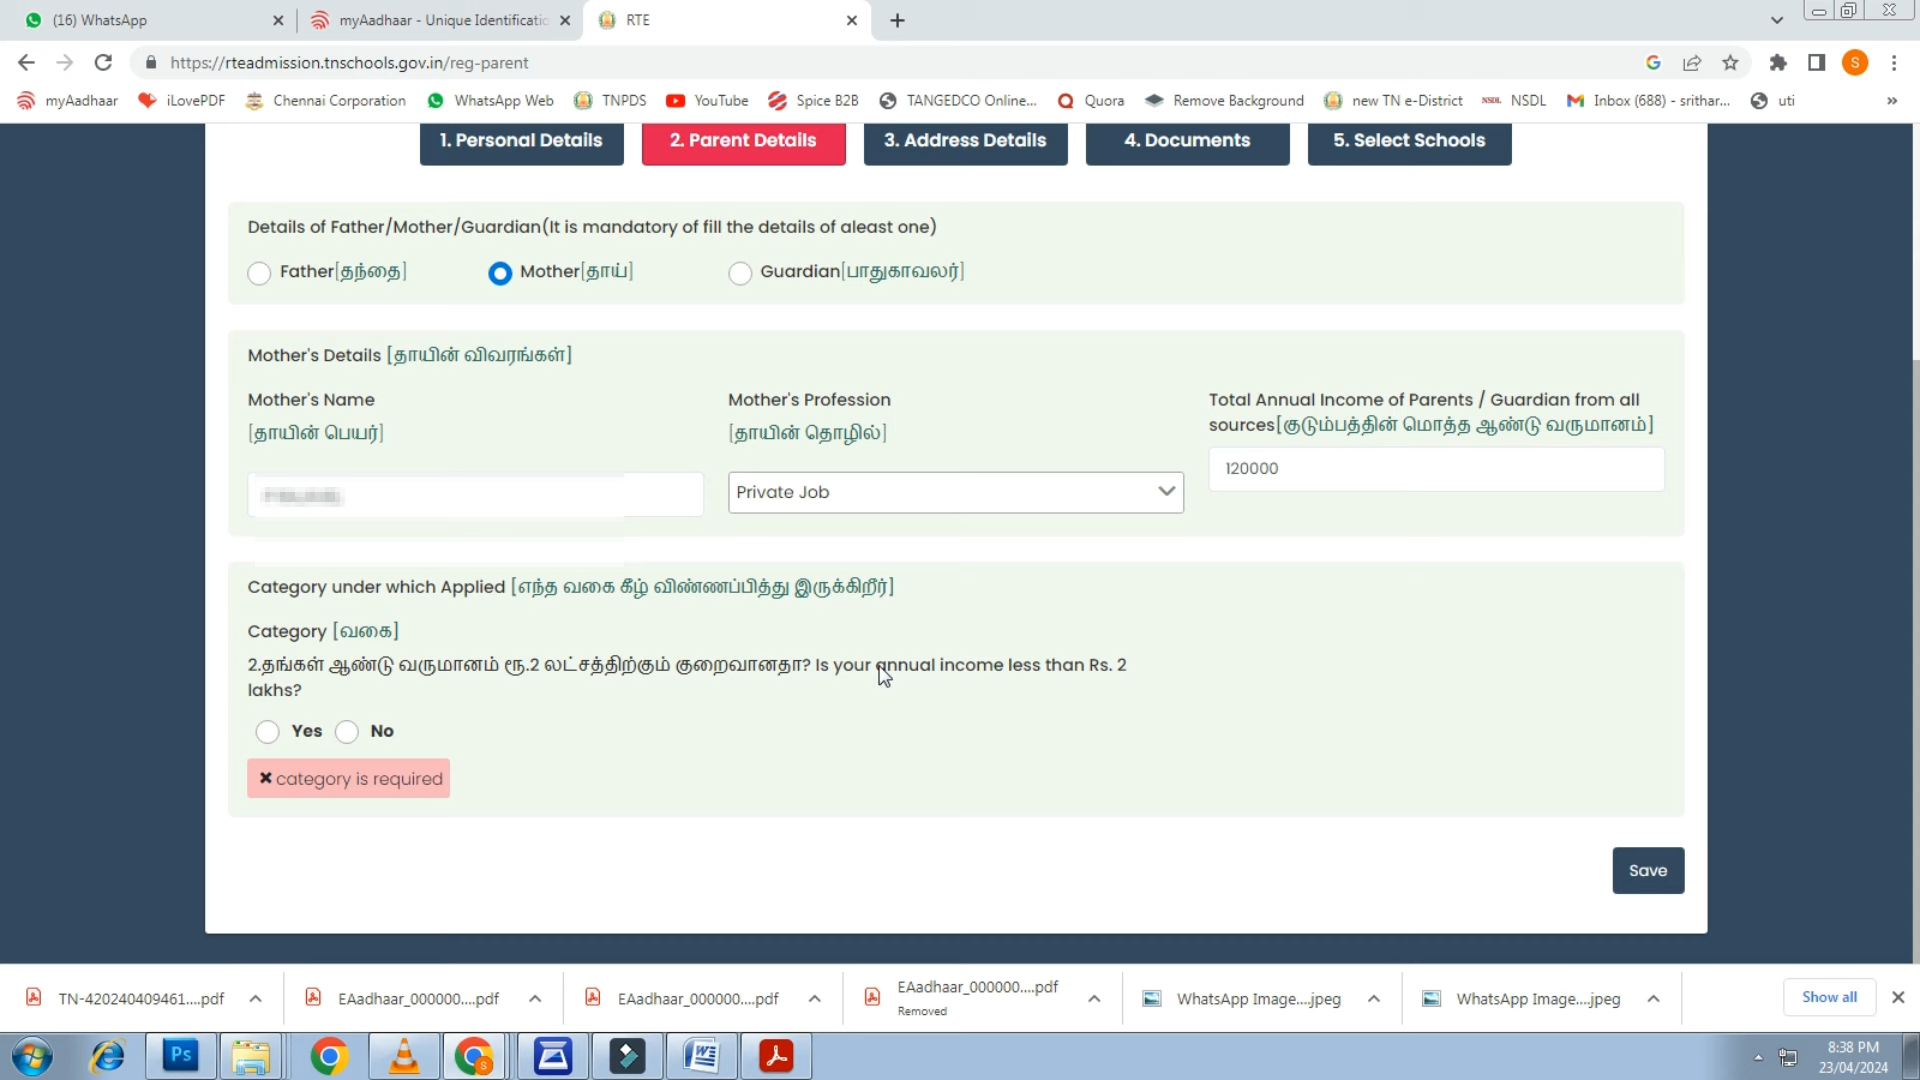 (16) WhatsApp
myAadhaar - Unique Identificatio
RTE
https://rteadmission.tnschools.gov.in/reg-parent
S
myAadhaar iLovePDF Chennai Corporation WhatsApp Web TNPDS YouTube Spice B2B TANGEDCO Online... Quora Remove Background new TN e-District NSDL NSDL Inbox (688) - srithar... uti »
1. Personal Details
2. Parent Details
3. Address Details
4. Documents
5. Select Schools
Details of Father/Mother/Guardian(It is mandatory of fill the details of aleast one)
Father[தந்தை] Mother[தாய்] Guardian[பாதுகாவலர்]
Mother's Details [தாயின் விவரங்கள்]
Mother's Name
[தாயின் பெயர்]
Mother's Profession
[தாயின் தொழில்]
Private Job
Total Annual Income of Parents / Guardian from all
sources[குடும்பத்தின் மொத்த ஆண்டு வருமானம்]
120000
Category under which Applied [எந்த வகை கீழ் விண்ணப்பித்து இருக்கிறீர்]
Category [வகை]
2.தங்கள் ஆண்டு வருமானம் ரூ.2 லட்சத்திற்கும் குறைவானதா? Is your annual income less than Rs. 2
lakhs?
Yes No
✖ category is required
Save
TN-420240409461....pdf
EAadhaar_000000....pdf
EAadhaar_000000....pdf
EAadhaar_000000....pdf
Removed
WhatsApp Image....jpeg
WhatsApp Image....jpeg
Show all
Ps
S
8:38 PM
23/04/2024